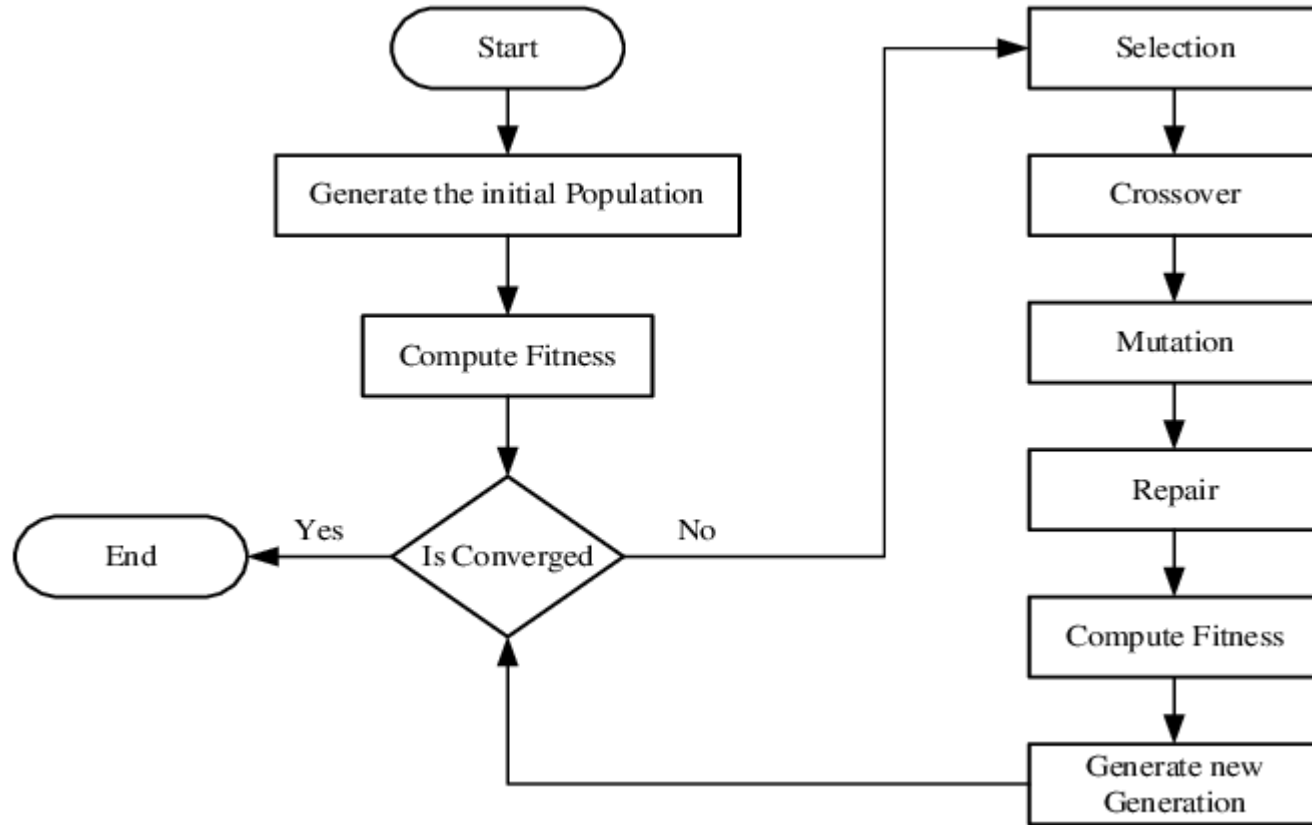 Start
Generate the initial Population
Compute Fitness
Is Converged
Yes
End
No
Selection
Crossover
Mutation
Repair
Compute Fitness
Generate new
Generation